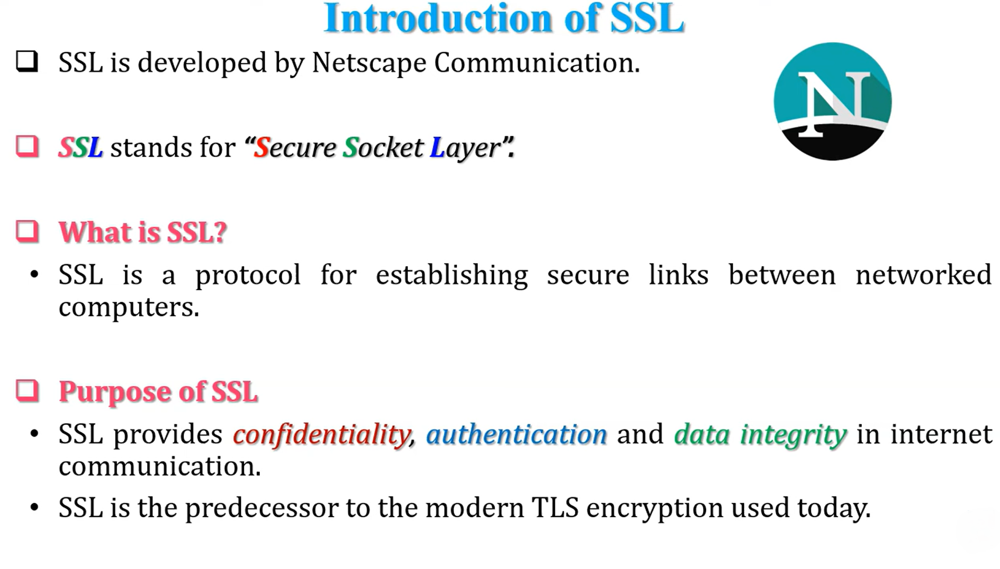 Introduction of SSL
SSL is developed by Netscape Communication.
N
SSL stands for “Secure Socket Layer”.
What is SSL?
• SSL is a protocol for establishing secure links between networked
computers.
Purpose of SSL
• SSL provides confidentiality, authentication and data integrity in internet
communication.
• SSL is the predecessor to the modern TLS encryption used today.